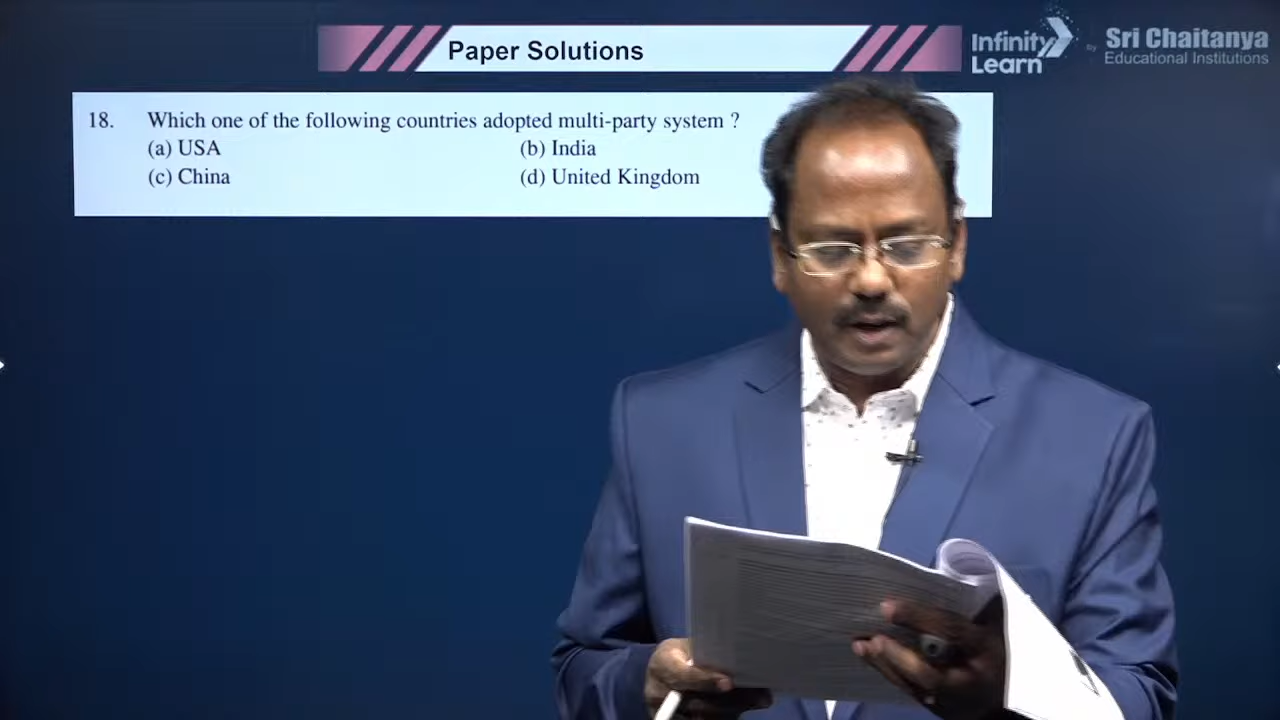 Paper Solutions
Infinity Learn by Sri Chaitanya Educational Institutions
18. Which one of the following countries adopted multi-party system ?
(a) USA (b) India
(c) China (d) United Kingdom